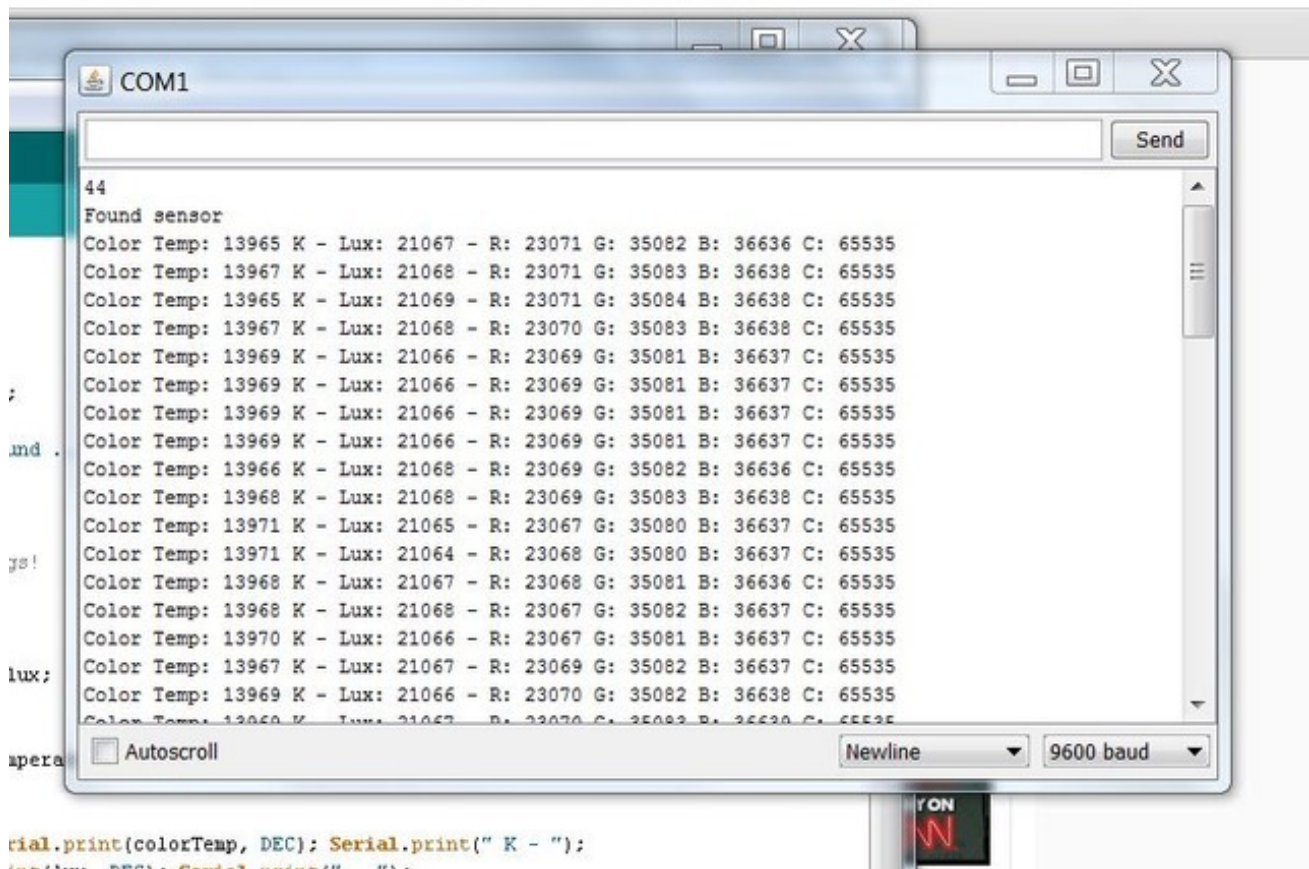 COM1
Send
44
Found sensor
Color Temp: 13965 K - Lux: 21067 - R: 23071 G: 35082 B: 36636 C: 65535
Color Temp: 13967 K - Lux: 21068 - R: 23071 G: 35083 B: 36638 C: 65535
Color Temp: 13965 K - Lux: 21069 - R: 23071 G: 35084 B: 36638 C: 65535
Color Temp: 13967 K - Lux: 21068 - R: 23070 G: 35083 B: 36638 C: 65535
Color Temp: 13969 K - Lux: 21066 - R: 23069 G: 35081 B: 36637 C: 65535
Color Temp: 13969 K - Lux: 21066 - R: 23069 G: 35081 B: 36637 C: 65535
Color Temp: 13969 K - Lux: 21066 - R: 23069 G: 35081 B: 36637 C: 65535
Color Temp: 13969 K - Lux: 21066 - R: 23069 G: 35081 B: 36637 C: 65535
und .
Color Temp: 13966 K - Lux: 21068 - R: 23069 G: 35082 B: 36636 C: 65535
Color Temp: 13968 K - Lux: 21068 - R: 23069 G: 35083 B: 36638 C: 65535
Color Temp: 13971 K - Lux: 21065 - R: 23067 G: 35080 B: 36637 C: 65535
gs!
Color Temp: 13971 K - Lux: 21064 - R: 23068 G: 35080 B: 36637 C: 65535
Color Temp: 13968 K - Lux: 21067 - R: 23068 G: 35081 B: 36636 C: 65535
Color Temp: 13968 K - Lux: 21068 - R: 23067 G: 35082 B: 36637 C: 65535
Color Temp: 13970 K - Lux: 21066 - R: 23067 G: 35081 B: 36637 C: 65535
lux;
Color Temp: 13967 K - Lux: 21067 - R: 23069 G: 35082 B: 36637 C: 65535
Color Temp: 13969 K - Lux: 21066 - R: 23070 G: 35082 B: 36638 C: 65535
Autoscroll
Newline
9600 baud
mpera
Y ON
rial.print(colorTemp, DEC); Serial.print(" K - ");